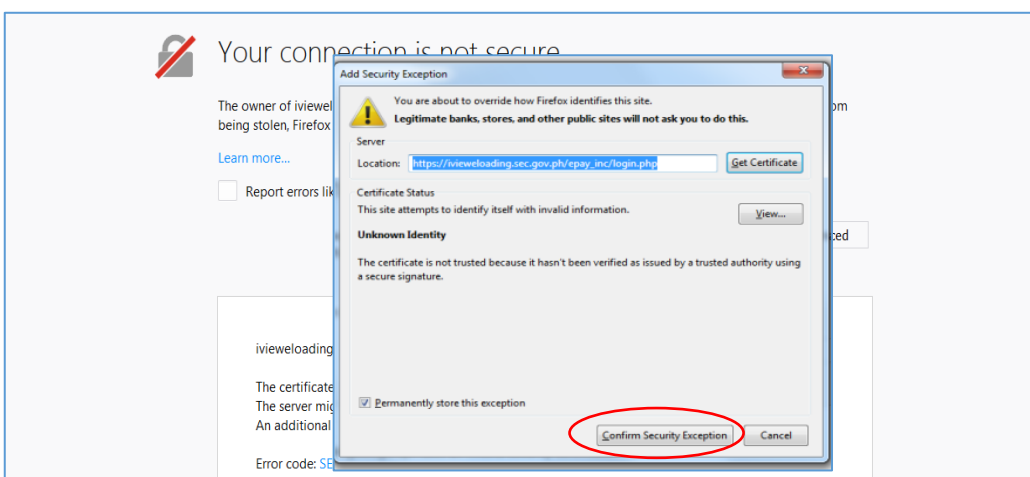 Your connection is not secure
Add Security Exception
The owner of
being stolen, Firefox
Learn more...
Report errors
You are about to override how Firefox identifies this site.
Legitimate banks, stores, and other public sites will not ask you to do this.
Server
Location: https://ivieweloading.sec.gov.ph/epay_inc/login.php Get Certificate
Certificate Status
This site attempts to identify itself with invalid information.
View...
Unknown Identity
The certificate is not trusted because it hasn't been verified as issued by a trusted authority using
a secure signature.
ivieweloading
The certificate
The server
An additional
Permanently store this exception
Confirm Security Exception Cancel
Error code: SE